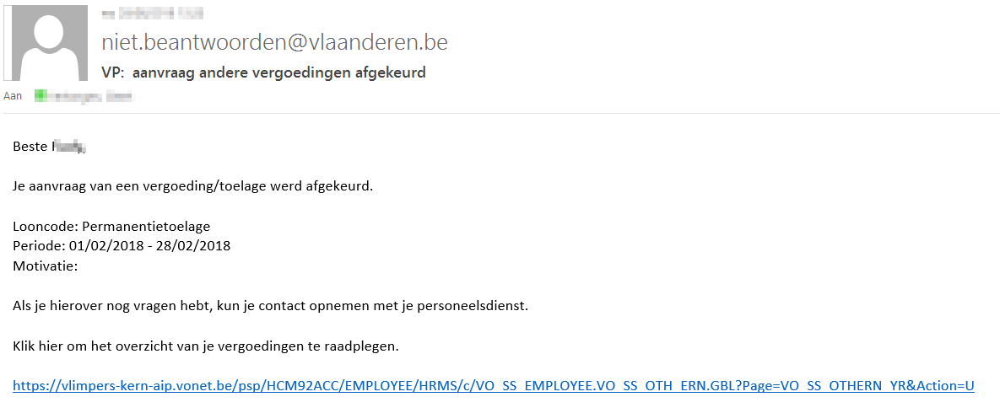 niet.beantwoorden@vlaanderen.be
VP: aanvraag andere vergoedingen afgekeurd
Aan
Beste
Je aanvraag van een vergoeding/toelage werd afgekeurd.
Looncode: Permanentietoelage
Periode: 01/02/2018 - 28/02/2018
Motivatie:
Als je hierover nog vragen hebt, kun je contact opnemen met je personeelsdienst.
Klik hier om het overzicht van je vergoedingen te raadplegen.
https://vlimpers-kern-aip.vonet.be/psp/HCM92ACC/EMPLOYEE/HRMS/c/VO_SS_EMPLOYEE.VO_SS_OTH_ERN.GBL?Page=VO_SS_OTHERN_YR&Action=U